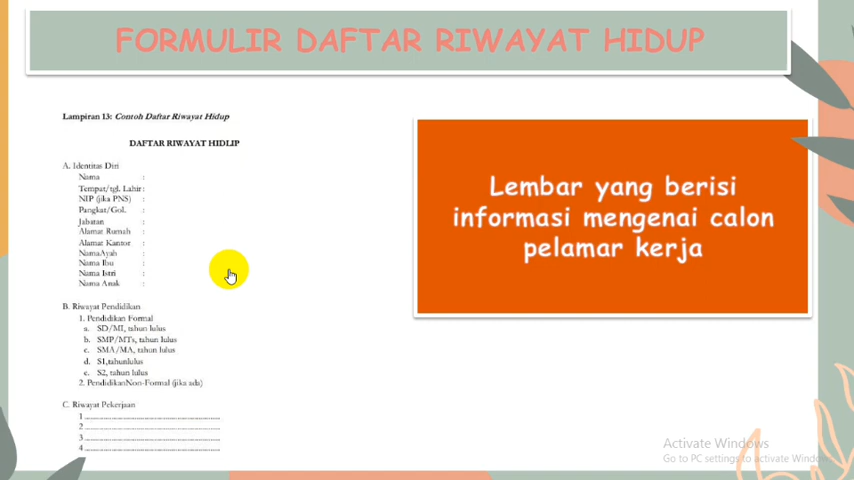 FORMULIR DAFTAR RIWAYAT HIDUP
Lampiran 13: Contoh Daftar Riwayat Hidup
DAFTAR RIWAYAT HIDLIP
A. Identitas Diri
Nama :
Tempat/tgl. Lahir :
NIP (jika PNS) :
Pangkat/Gol. :
Jabatan :
Alamat Rumah :
Alamat Kantor :
NamaAyah :
Nama Ibu :
Nama Istri :
Nama Anak :
B. Riwayat Pendidikan
1. Pendidikan Formal
a. SD/MI, tahun lulus
b. SMP/MTs, tahun lulus
c. SMA/MA, tahun lulus
d. S1,tahunlulus
e. S2, tahun lulus
2. PendidikanNon-Formal (jika ada)
C. Riwayat Pekerjaan
1 ..................................................
2 ..................................................
3 ..................................................
4 ..................................................
Lembar yang berisi
informasi mengenai calon
pelamar kerja
Activate Windows
Go to PC settings to activate Windows.